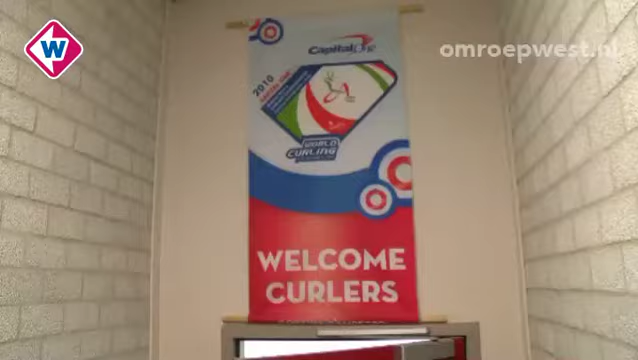 W
omroepwest.nl
Capital One
2010
WORLD
CURLING
WELCOME
CURLERS